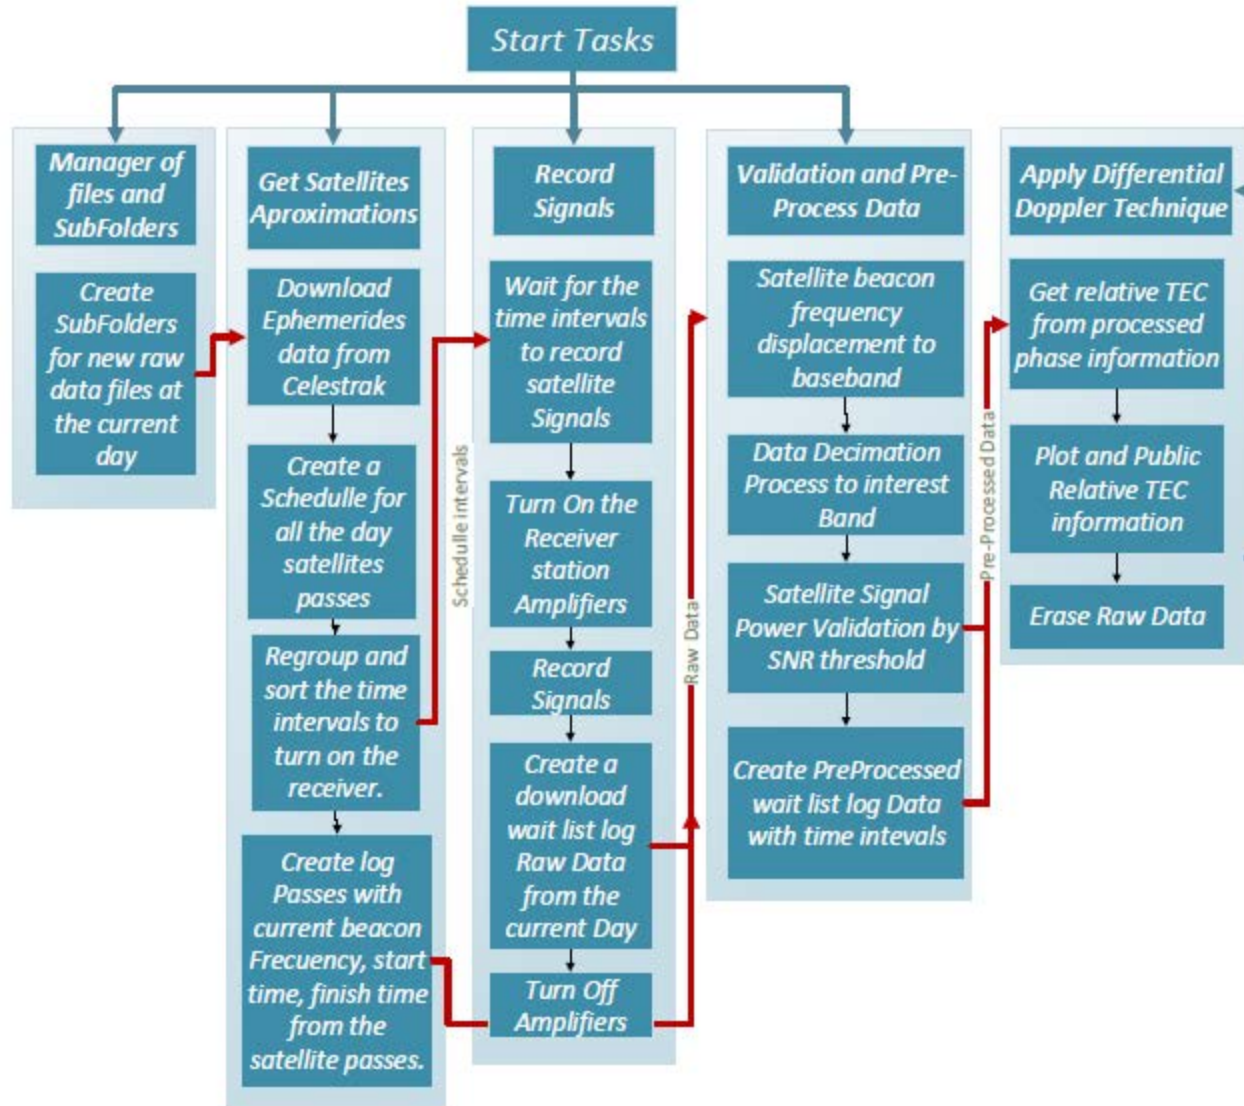 Start Tasks
Manager of
files and
SubFolders
Create
SubFolders
for new raw
data files at
the current
day
Get Satellites
Aproximations
Download
Ephemerides
data from
Celestrak
Create a
Schedulle for
all the day
satellites
passes
Regroup and
sort the time
intervals to
turn on the
receiver.
Create log
Passes with
current beacon
Frecuency, start
time, finish time
from the
satellite passes.
Schedulle intervals
Record
Signals
Wait for the
time intervals
to record
satellite
Signals
Turn On the
Receiver
station
Amplifiers
Record
Signals
Create a
download
wait list log
Raw Data
from the
current Day
Turn Off
Amplifiers
Raw Data
Validation and Pre-
Process Data
Satellite beacon
frequency
displacement to
baseband
Data Decimation
Process to interest
Band
Satellite Signal
Power Validation by
SNR threshold
Create PreProcessed
wait list log Data
with time intevals
Pre-Processed Data
Apply Differential
Doppler Technique
Get relative TEC
from processed
phase information
Plot and Public
Relative TEC
information
Erase Raw Data